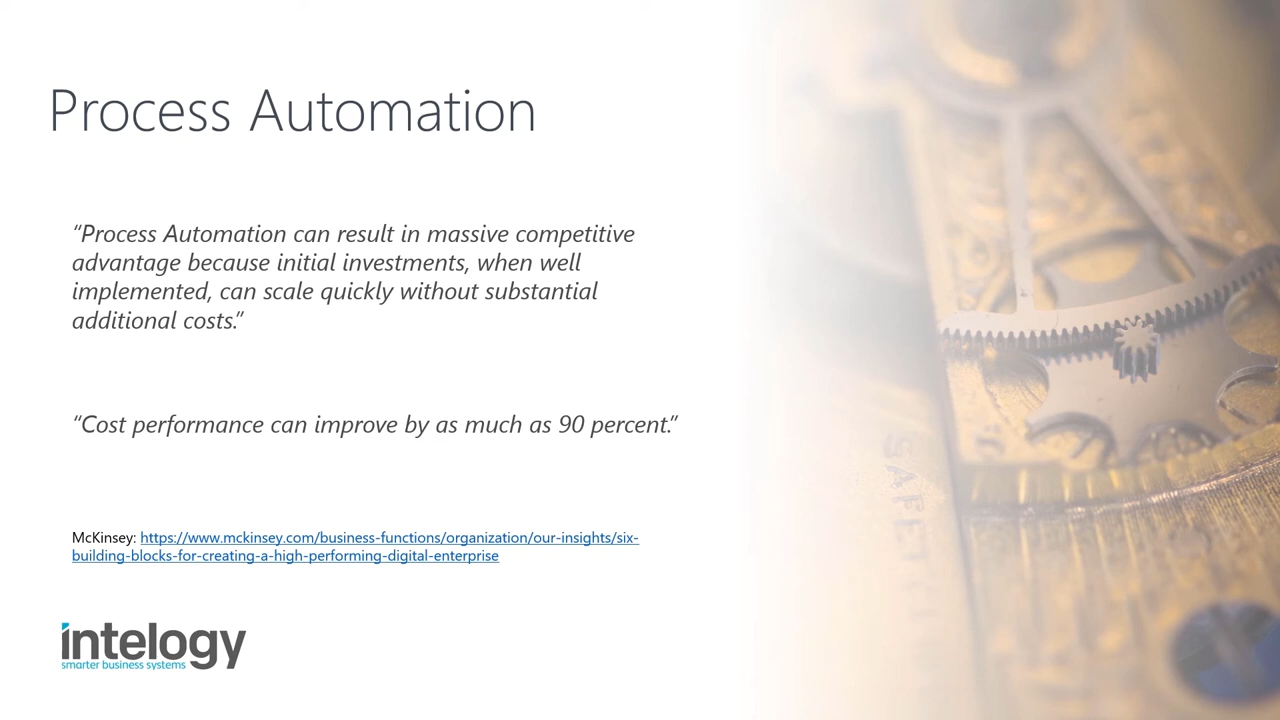 Process Automation
“Process Automation can result in massive competitive
advantage because initial investments, when well
implemented, can scale quickly without substantial
additional costs.”
“Cost performance can improve by as much as 90 percent.”
McKinsey: https://www.mckinsey.com/business-functions/organization/our-insights/six-
building-blocks-for-creating-a-high-performing-digital-enterprise
intelogy
smarter business systems